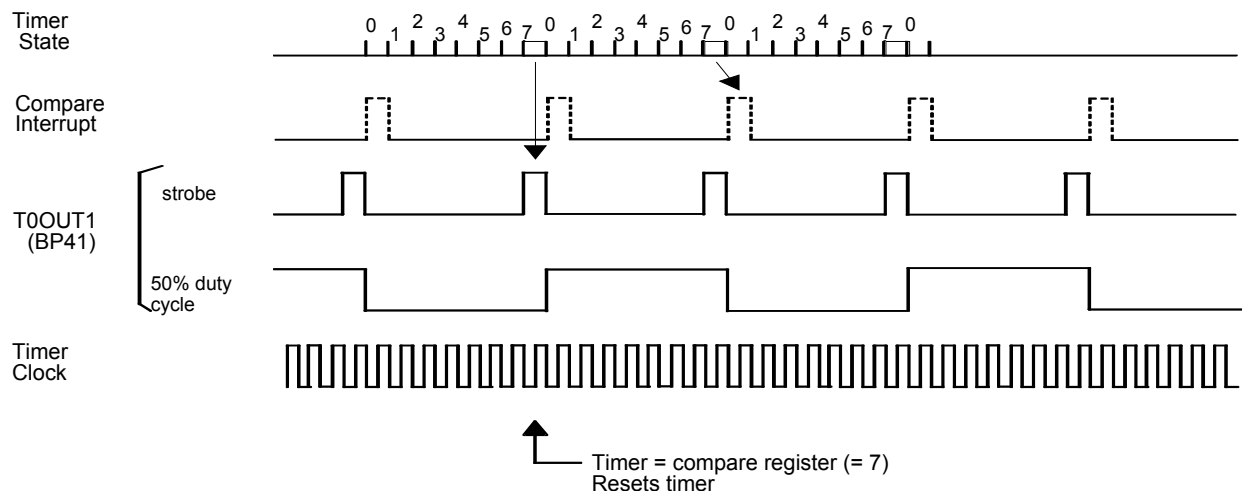 Timer
State
0 1 2 3 4 5 6 7 0 1 2 3 4 5 6 7 0 1 2 3 4 5 6 7 0
Compare
Interrupt
strobe
T0OUT1
(BP41)
50% duty
cycle
Timer
Clock
Timer = compare register (= 7)
Resets timer